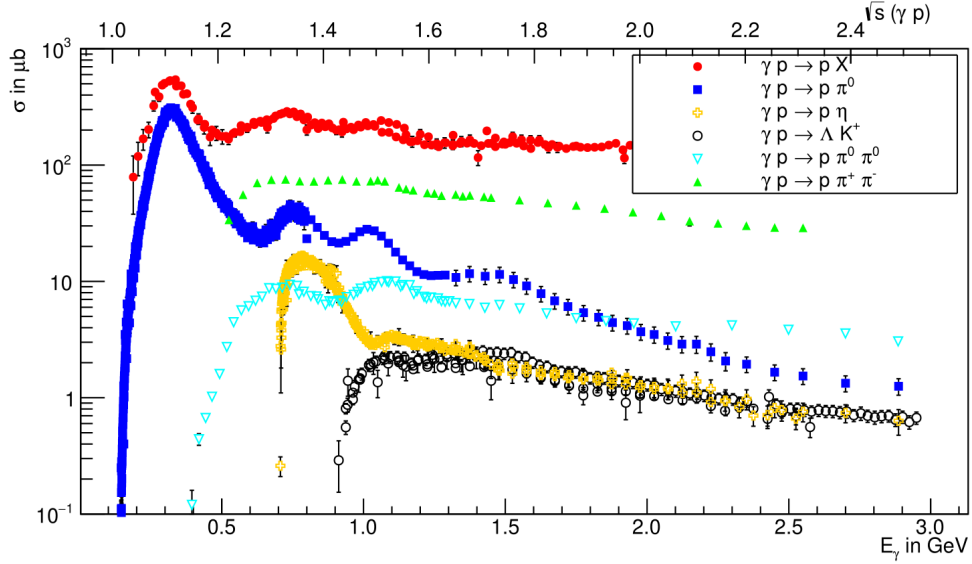 1.0 1.2 1.4 1.6 1.8 2.0 2.2 2.4 √s (γ p)
σ in μb
10³
10²
10
1
10⁻¹
γ p → p X
γ p → p π⁰
γ p → p η
γ p → Λ K⁺
γ p → p π⁰ π⁰
γ p → p π⁺ π⁻
0.5 1.0 1.5 2.0 2.5 3.0
E_γ in GeV